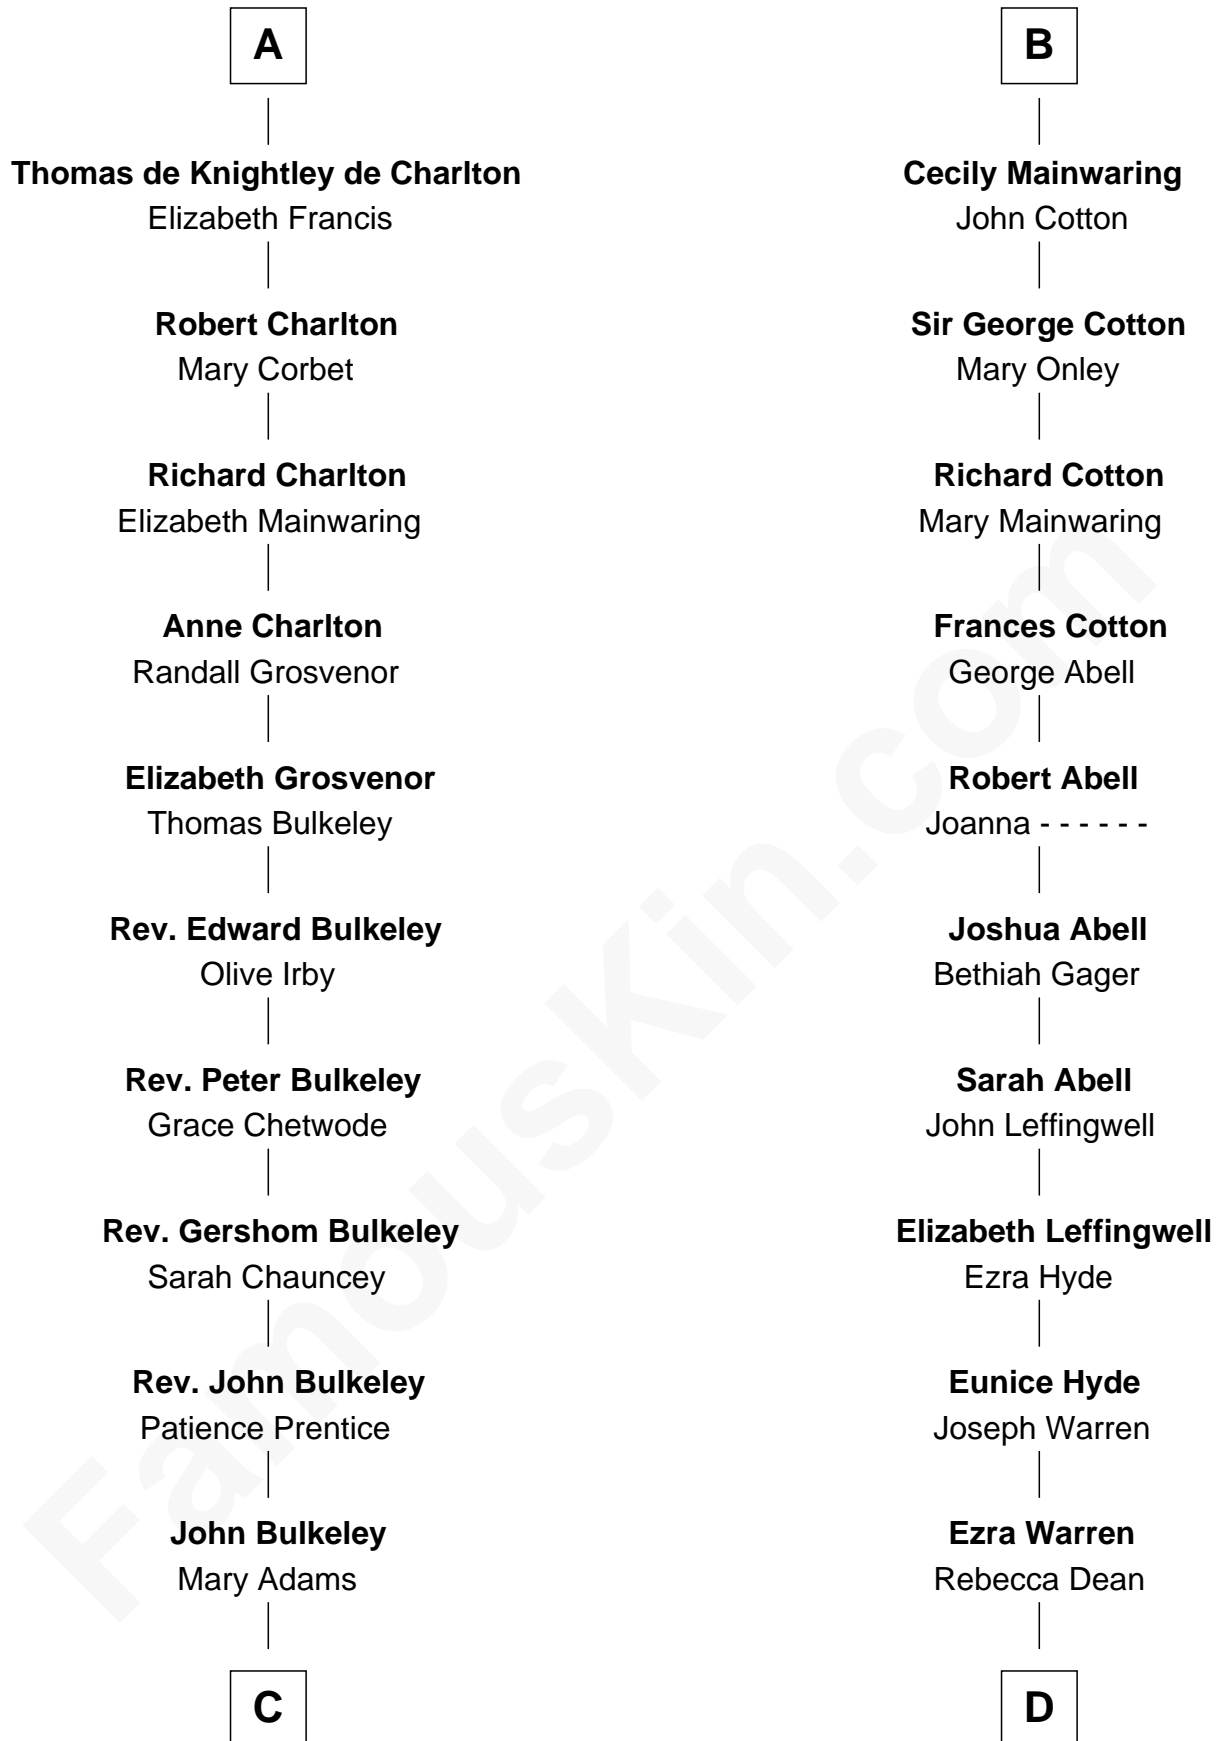 A
Thomas de Knightley de Charlton
Elizabeth Francis
Robert Charlton
Mary Corbet
Richard Charlton
Elizabeth Mainwaring
Anne Charlton
Randall Grosvenor
Elizabeth Grosvenor
Thomas Bulkeley
Rev. Edward Bulkeley
Olive Irby
Rev. Peter Bulkeley
Grace Chetwode
Rev. Gershom Bulkeley
Sarah Chauncey
Rev. John Bulkeley
Patience Prentice
John Bulkeley
Mary Adams
C
B
Cecily Mainwaring
John Cotton
Sir George Cotton
Mary Onley
Richard Cotton
Mary Mainwaring
Frances Cotton
George Abell
Robert Abell
Joanna - - - - - -
Joshua Abell
Bethiah Gager
Sarah Abell
John Leffingwell
Elizabeth Leffingwell
Ezra Hyde
Eunice Hyde
Joseph Warren
Ezra Warren
Rebecca Dean
D
FamousKin.com